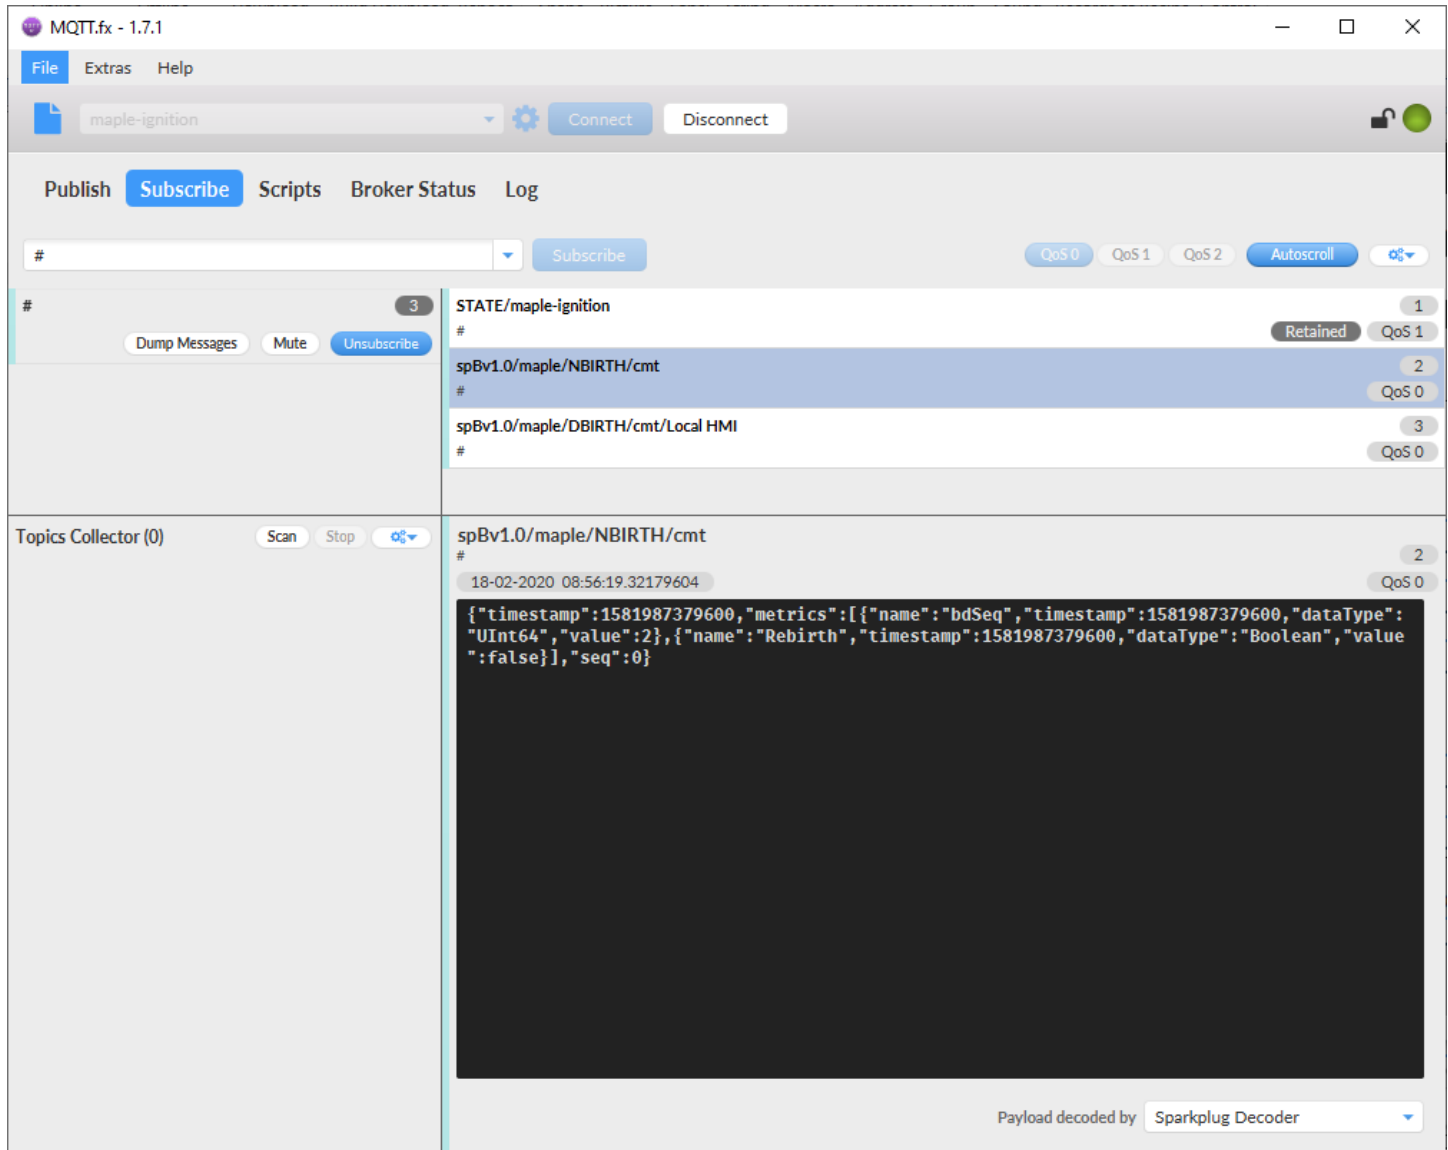 MQTT.fx - 1.7.1
File Extras Help
maple-ignition Connect Disconnect
Publish Subscribe Scripts Broker Status Log
# Subscribe QoS 0 QoS 1 QoS 2 Autoscroll
# 3
Dump Messages Mute Unsubscribe
STATE/maple-ignition 1
# Retained QoS 1
spBv1.0/maple/NBIRTH/cmt 2
# QoS 0
spBv1.0/maple/DBIRTH/cmt/Local HMI 3
# QoS 0
Topics Collector (0) Scan Stop
spBv1.0/maple/NBIRTH/cmt
# 2
18-02-2020 08:56:19.32179604 QoS 0
{"timestamp":1581987379600,"metrics":[{"name":"bdSeq","timestamp":1581987379600,"dataType":
"UInt64","value":2},{"name":"Rebirth","timestamp":1581987379600,"dataType":"Boolean","value
":false}],"seq":0}
Payload decoded by Sparkplug Decoder